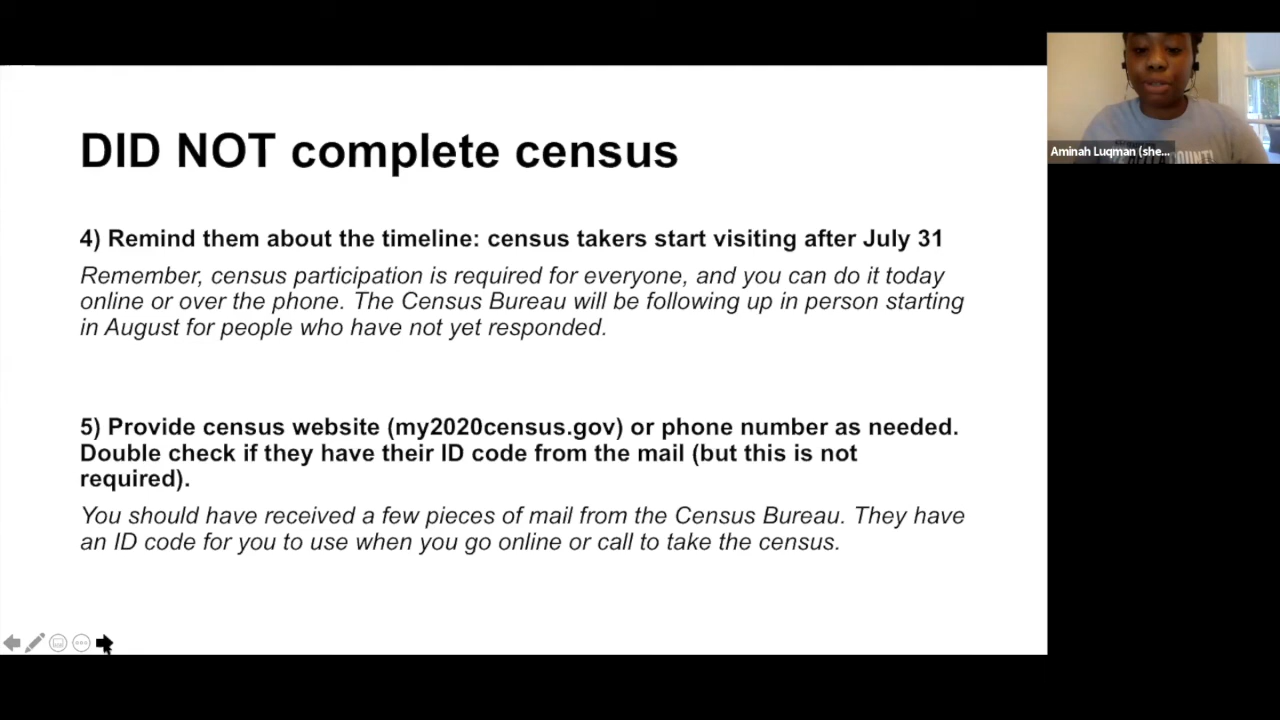 DID NOT complete census
4) Remind them about the timeline: census takers start visiting after July 31
Remember, census participation is required for everyone, and you can do it today
online or over the phone. The Census Bureau will be following up in person starting
in August for people who have not yet responded.
5) Provide census website (my2020census.gov) or phone number as needed.
Double check if they have their ID code from the mail (but this is not
required).
You should have received a few pieces of mail from the Census Bureau. They have
an ID code for you to use when you go online or call to take the census.
Aminah Luqman (she...